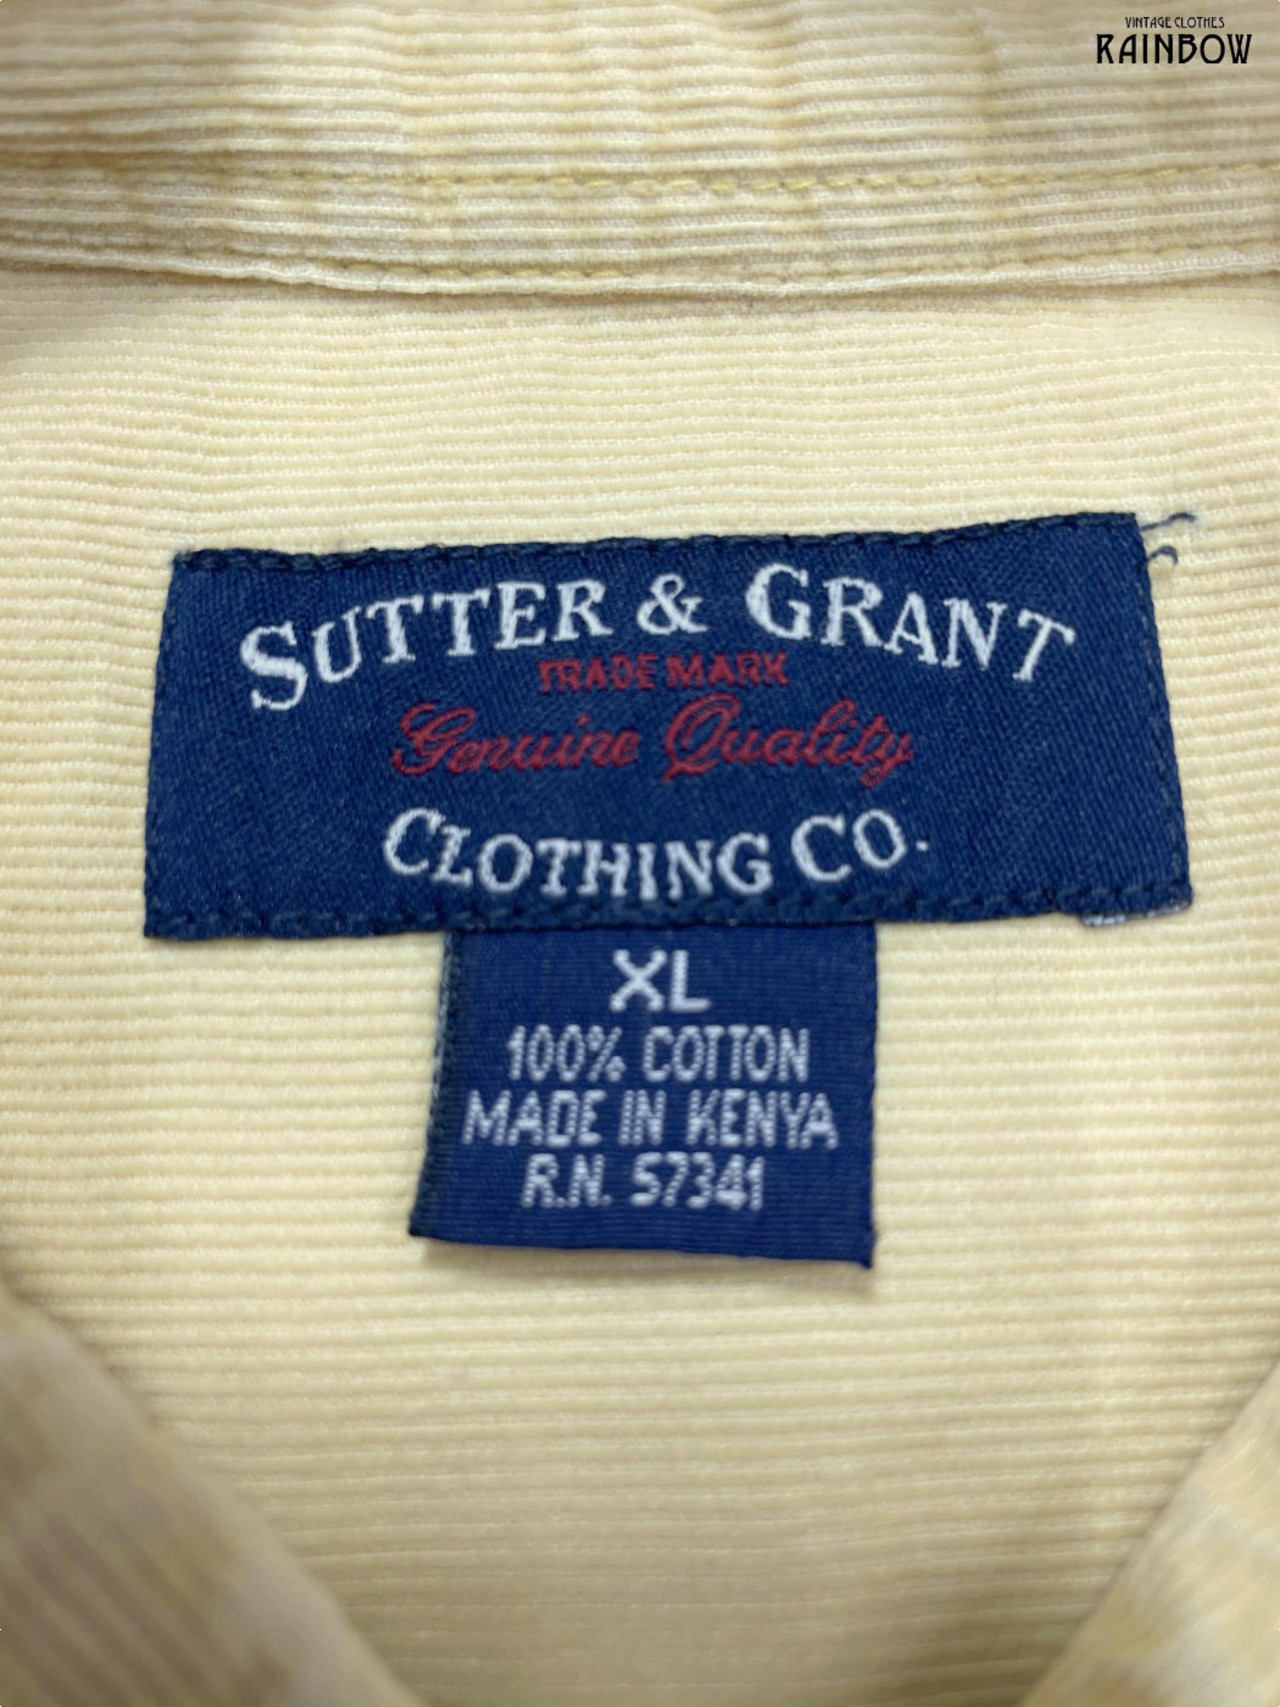 VINTAGE CLOTHES
RAINBOW
SUTTER & GRANT
TRADE MARK
Genuine Quality
CLOTHING CO.
XL
100% COTTON
MADE IN KENYA
R.N. 57341